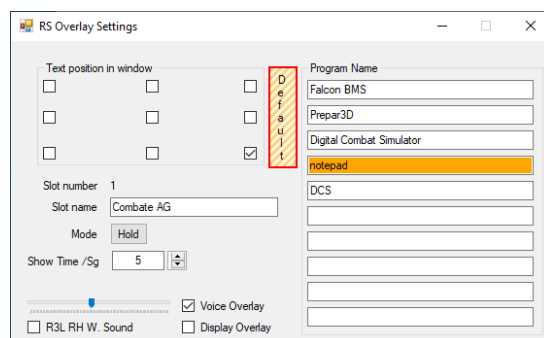 RS Overlay Settings
Text position in window
Default
Slot number 1
Slot name Combate AG
Mode Hold
Show Time /Sg 5
Voice Overlay
R3L RH W. Sound
Display Overlay
Program Name
Falcon BMS
Prepar3D
Digital Combat Simulator
notepad
DCS